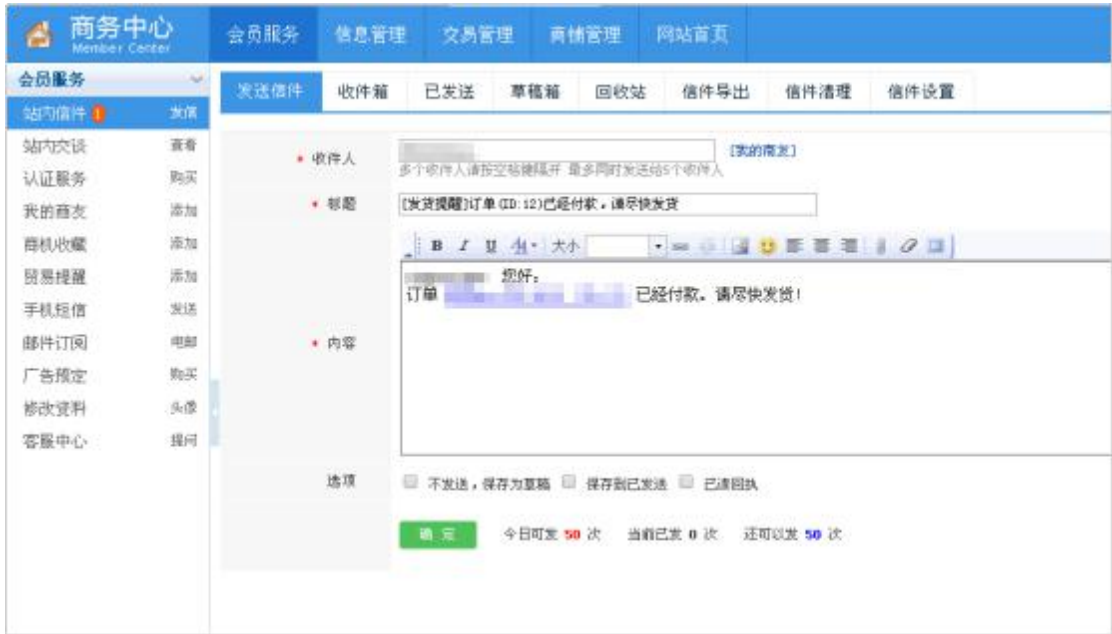 商务中心
Member Center
会员服务 信息管理 交易管理 商铺管理 网站首页
会员服务
发送信件 收件箱 已发送 草稿箱 回收站 信件导出 信件清理 信件设置
站内信件 1 发信
站内交谈 查看
认证服务 购买
我的商友 添加
商机收藏 添加
贸易提醒 添加
手机短信 发送
邮件订阅 电邮
广告预定 购买
修改资料 头像
客服中心 提问
* 收件人 [我的商友]
多个收件人请按空格键隔开 最多同时发送给5个收件人
* 标题 [发货提醒]订单(ID:12)已经付款，请尽快发货
B I U A 大小
您好：
订单 已经付款。请尽快发货！
* 内容
选项 不发送，保存为草稿 保存到已发送 已读回执
确 定 今日可发 50 次 当前已发 0 次 还可以发 50 次